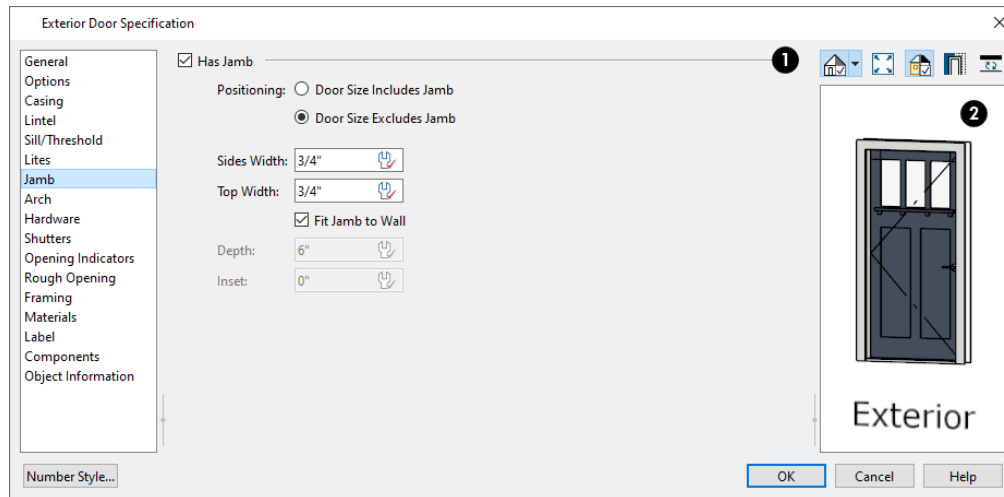 Exterior Door Specification
General
Options
Casing
Lintel
Sill/Threshold
Lites
Jamb
Arch
Hardware
Shutters
Opening Indicators
Rough Opening
Framing
Materials
Label
Components
Object Information
Has Jamb
1
Positioning: Door Size Includes Jamb
Door Size Excludes Jamb
Sides Width: 3/4"
Top Width: 3/4"
Fit Jamb to Wall
Depth: 6"
Inset: 0"
2
Exterior
Number Style...
OK
Cancel
Help